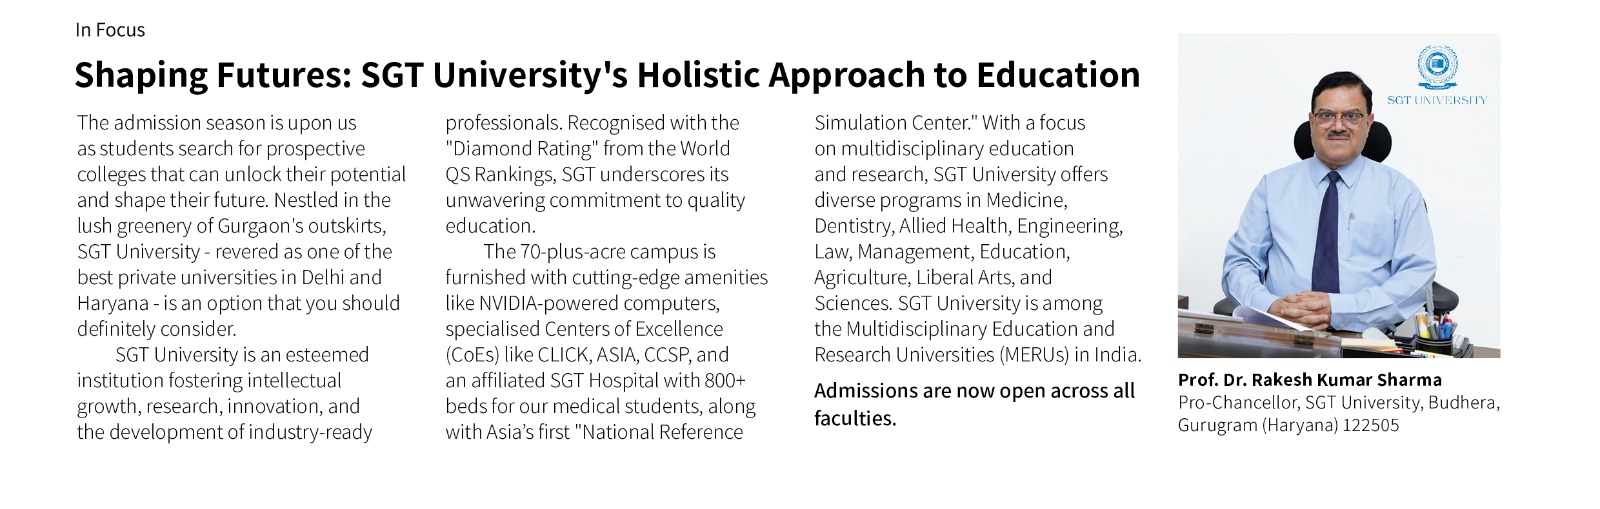 In Focus
Shaping Futures: SGT University's Holistic Approach to Education
The admission season is upon us
as students search for prospective
colleges that can unlock their potential
and shape their future. Nestled in the
lush greenery of Gurgaon's outskirts,
SGT University - revered as one of the
best private universities in Delhi and
Haryana - is an option that you should
definitely consider.
SGT University is an esteemed
institution fostering intellectual
growth, research, innovation, and
the development of industry-ready
professionals. Recognised with the
"Diamond Rating" from the World
QS Rankings, SGT underscores its
unwavering commitment to quality
education.
The 70-plus-acre campus is
furnished with cutting-edge amenities
like NVIDIA-powered computers,
specialised Centers of Excellence
(CoEs) like CLICK, ASIA, CCSP, and
an affiliated SGT Hospital with 800+
beds for our medical students, along
with Asia’s first "National Reference
Simulation Center." With a focus
on multidisciplinary education
and research, SGT University offers
diverse programs in Medicine,
Dentistry, Allied Health, Engineering,
Law, Management, Education,
Agriculture, Liberal Arts, and
Sciences. SGT University is among
the Multidisciplinary Education and
Research Universities (MERUs) in India.
Admissions are now open across all
faculties.
SGT UNIVERSITY
Prof. Dr. Rakesh Kumar Sharma
Pro-Chancellor, SGT University, Budhera,
Gurugram (Haryana) 122505